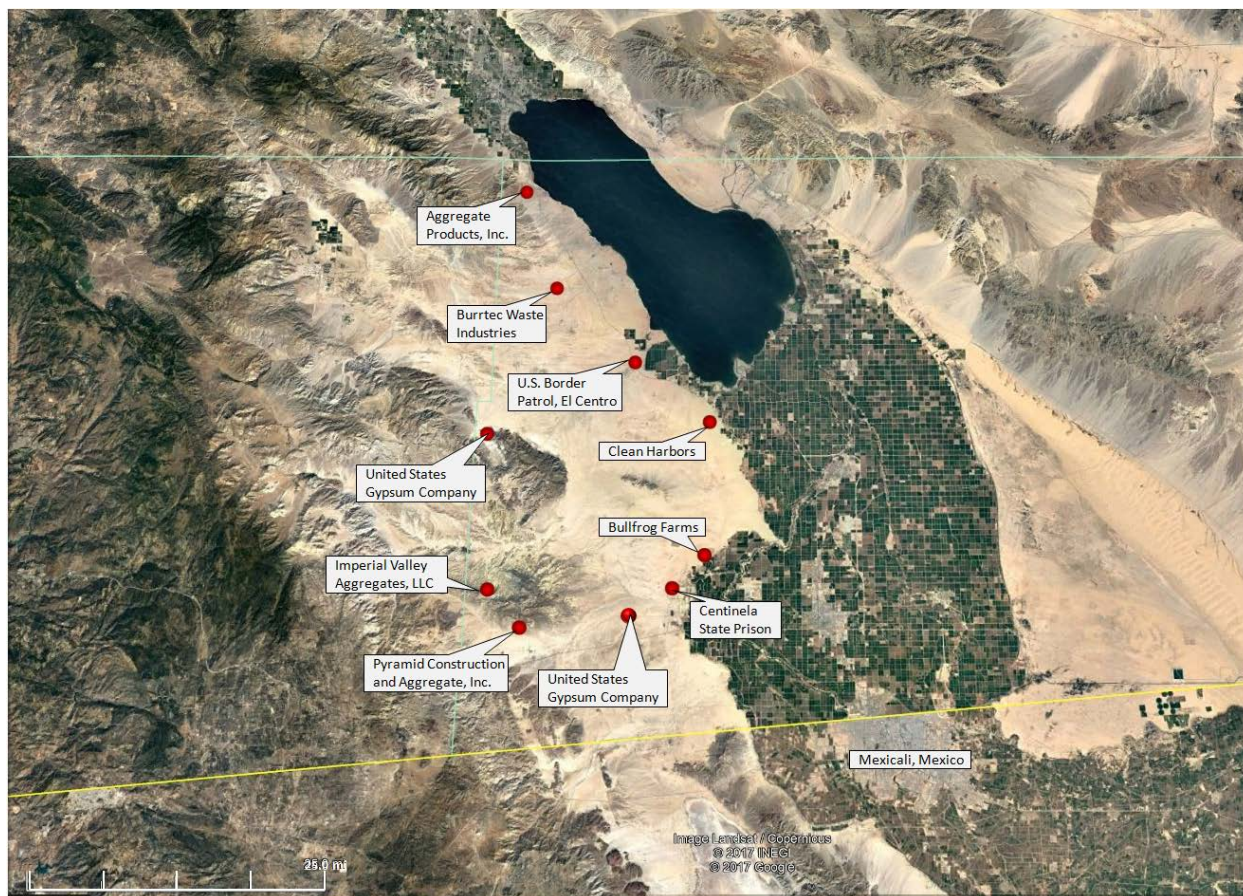 Aggregate
Products, Inc.
Burrtec Waste
Industries
U.S. Border
Patrol, El Centro
Clean Harbors
United States
Gypsum Company
Bullfrog Farms
Imperial Valley
Aggregates, LLC
Centinela
State Prison
Pyramid Construction
and Aggregate, Inc.
United States
Gypsum Company
Mexicali, Mexico
Image Landsat / Copernicus
© 2017 INEGI
© 2017 Google
25.0 mi